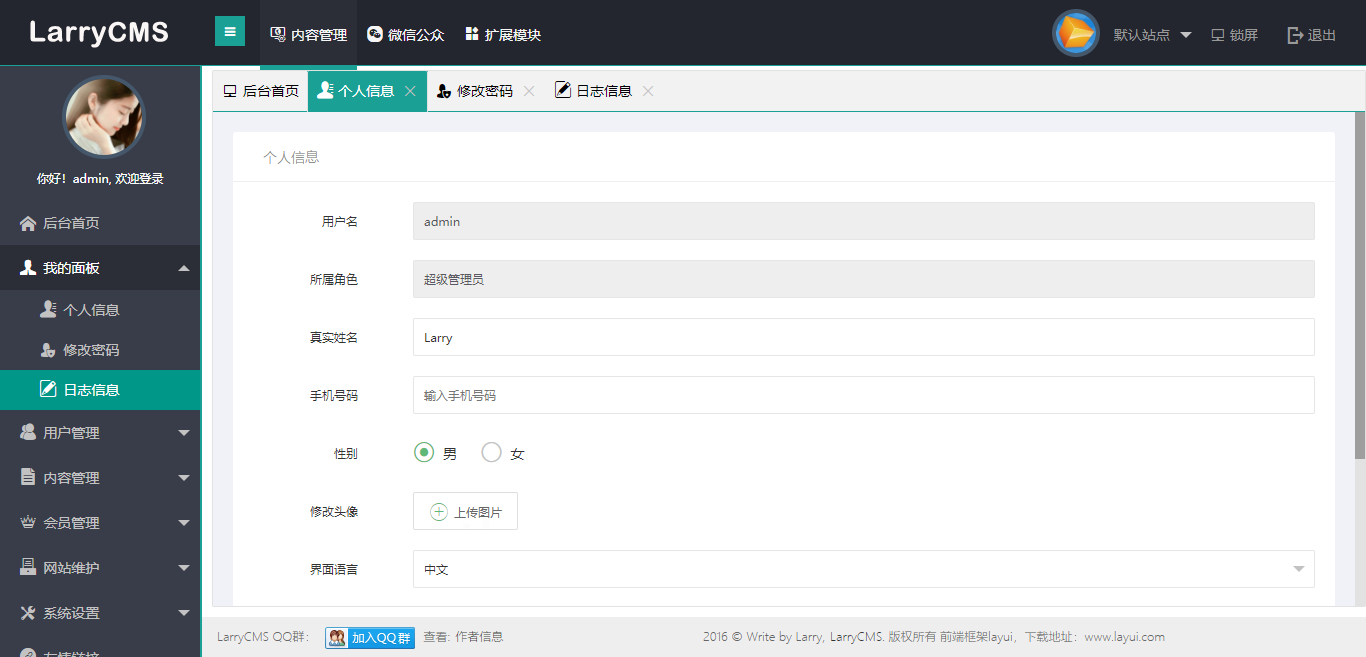 LarryCMS
内容管理 微信公众 扩展模块
默认站点 锁屏 退出
你好！admin, 欢迎登录
后台首页
我的面板
个人信息
修改密码
日志信息
用户管理
内容管理
会员管理
网站维护
系统设置
友情链接
后台首页 个人信息 修改密码 日志信息
个人信息
用户名 admin
所属角色 超级管理员
真实姓名 Larry
手机号码 输入手机号码
性别 男 女
修改头像 上传图片
界面语言 中文
LarryCMS QQ群： 加入QQ群 查看: 作者信息
2016 © Write by Larry, LarryCMS. 版权所有 前端框架layui，下载地址：www.layui.com